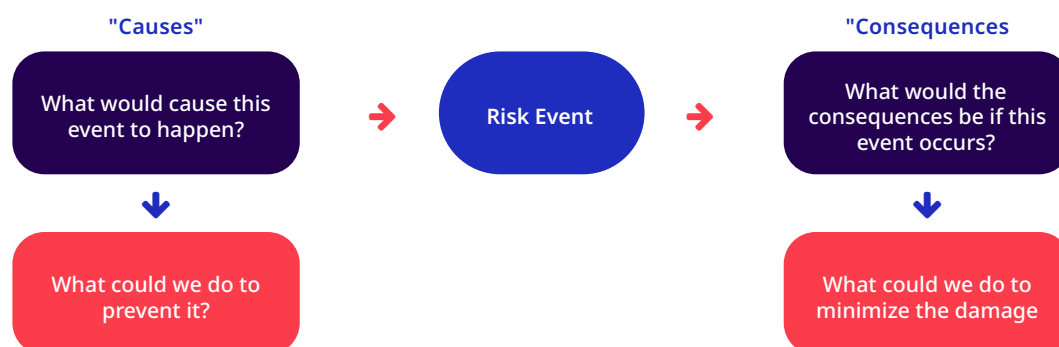 "Causes"
"Consequences
What would cause this
event to happen?
Risk Event
What would the
consequences be if this
event occurs?
What could we do to
prevent it?
What could we do to
minimize the damage